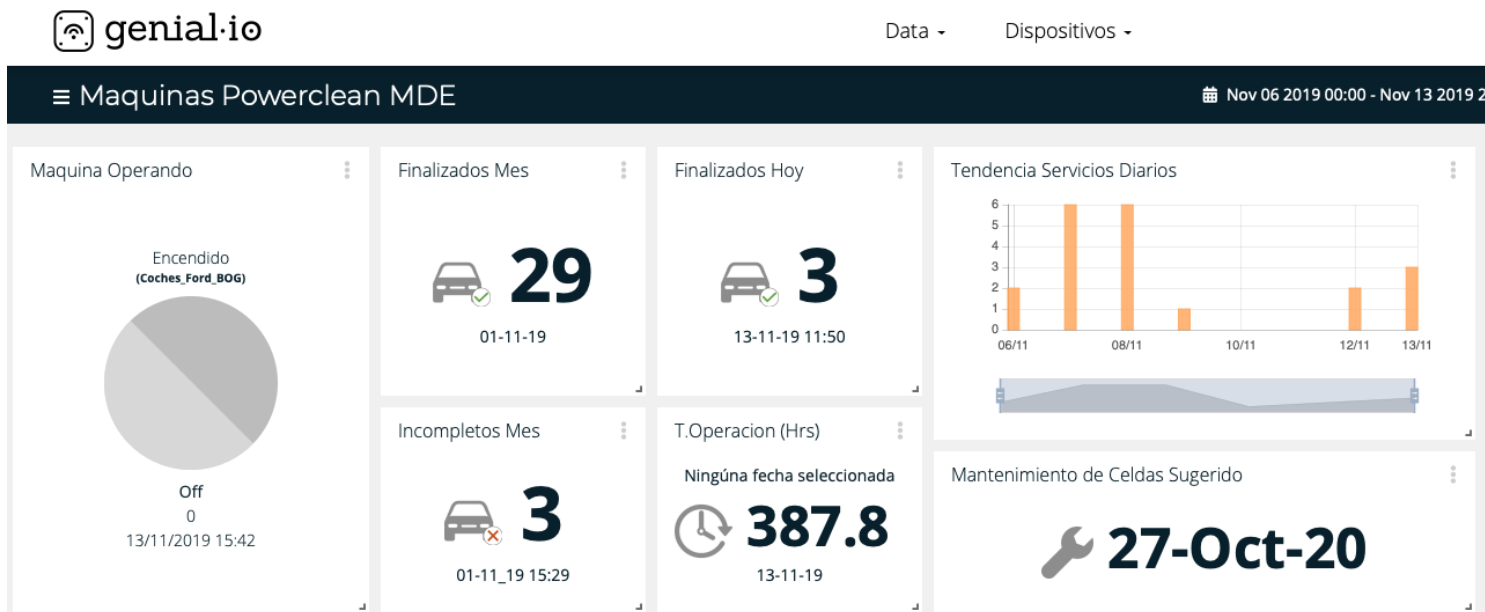 genial·io
Data
Dispositivos
Maquinas Powerclean MDE
Nov 06 2019 00:00 - Nov 13 2019 2
Maquina Operando
Encendido
(Coches_Ford_BOG)
Off
0
13/11/2019 15:42
Finalizados Mes
29
01-11-19
Finalizados Hoy
3
13-11-19 11:50
Tendencia Servicios Diarios
6
5
4
3
2
1
0
06/11 08/11 10/11 12/11 13/11
Incompletos Mes
3
01-11_19 15:29
T.Operacion (Hrs)
Ningúna fecha seleccionada
387.8
13-11-19
Mantenimiento de Celdas Sugerido
27-Oct-20